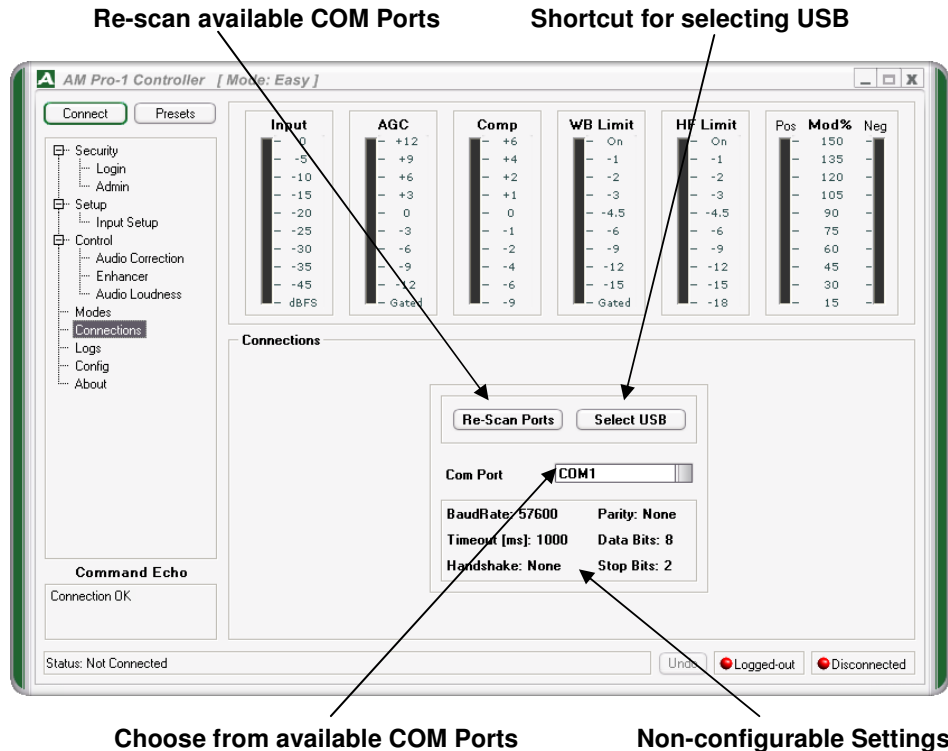 Re-scan available COM Ports
Shortcut for selecting USB
AM Pro-1 Controller [ Mode: Easy ]
Connect
Presets
Security
Login
Admin
Setup
Input Setup
Control
Audio Correction
Enhancer
Audio Loudness
Modes
Connections
Logs
Config
About
Input
0
-5
-10
-15
-20
-25
-30
-35
-45
dBFS
AGC
+12
+9
+6
+3
0
-3
-6
-9
-12
Gated
Comp
+6
+4
+2
+1
0
-1
-2
-4
-6
-9
WB Limit
On
-1
-2
-3
-4.5
-6
-9
-12
-15
Gated
HF Limit
On
-1
-2
-3
-4.5
-6
-9
-12
-15
-18
Pos Mod% Neg
150
135
120
105
90
75
60
45
30
15
Connections
Re-Scan Ports
Select USB
Com Port COM1
BaudRate: 57600 Parity: None
Timeout [ms]: 1000 Data Bits: 8
Handshake: None Stop Bits: 2
Command Echo
Connection OK
Status: Not Connected
Undo
Logged-out
Disconnected
Choose from available COM Ports
Non-configurable Settings